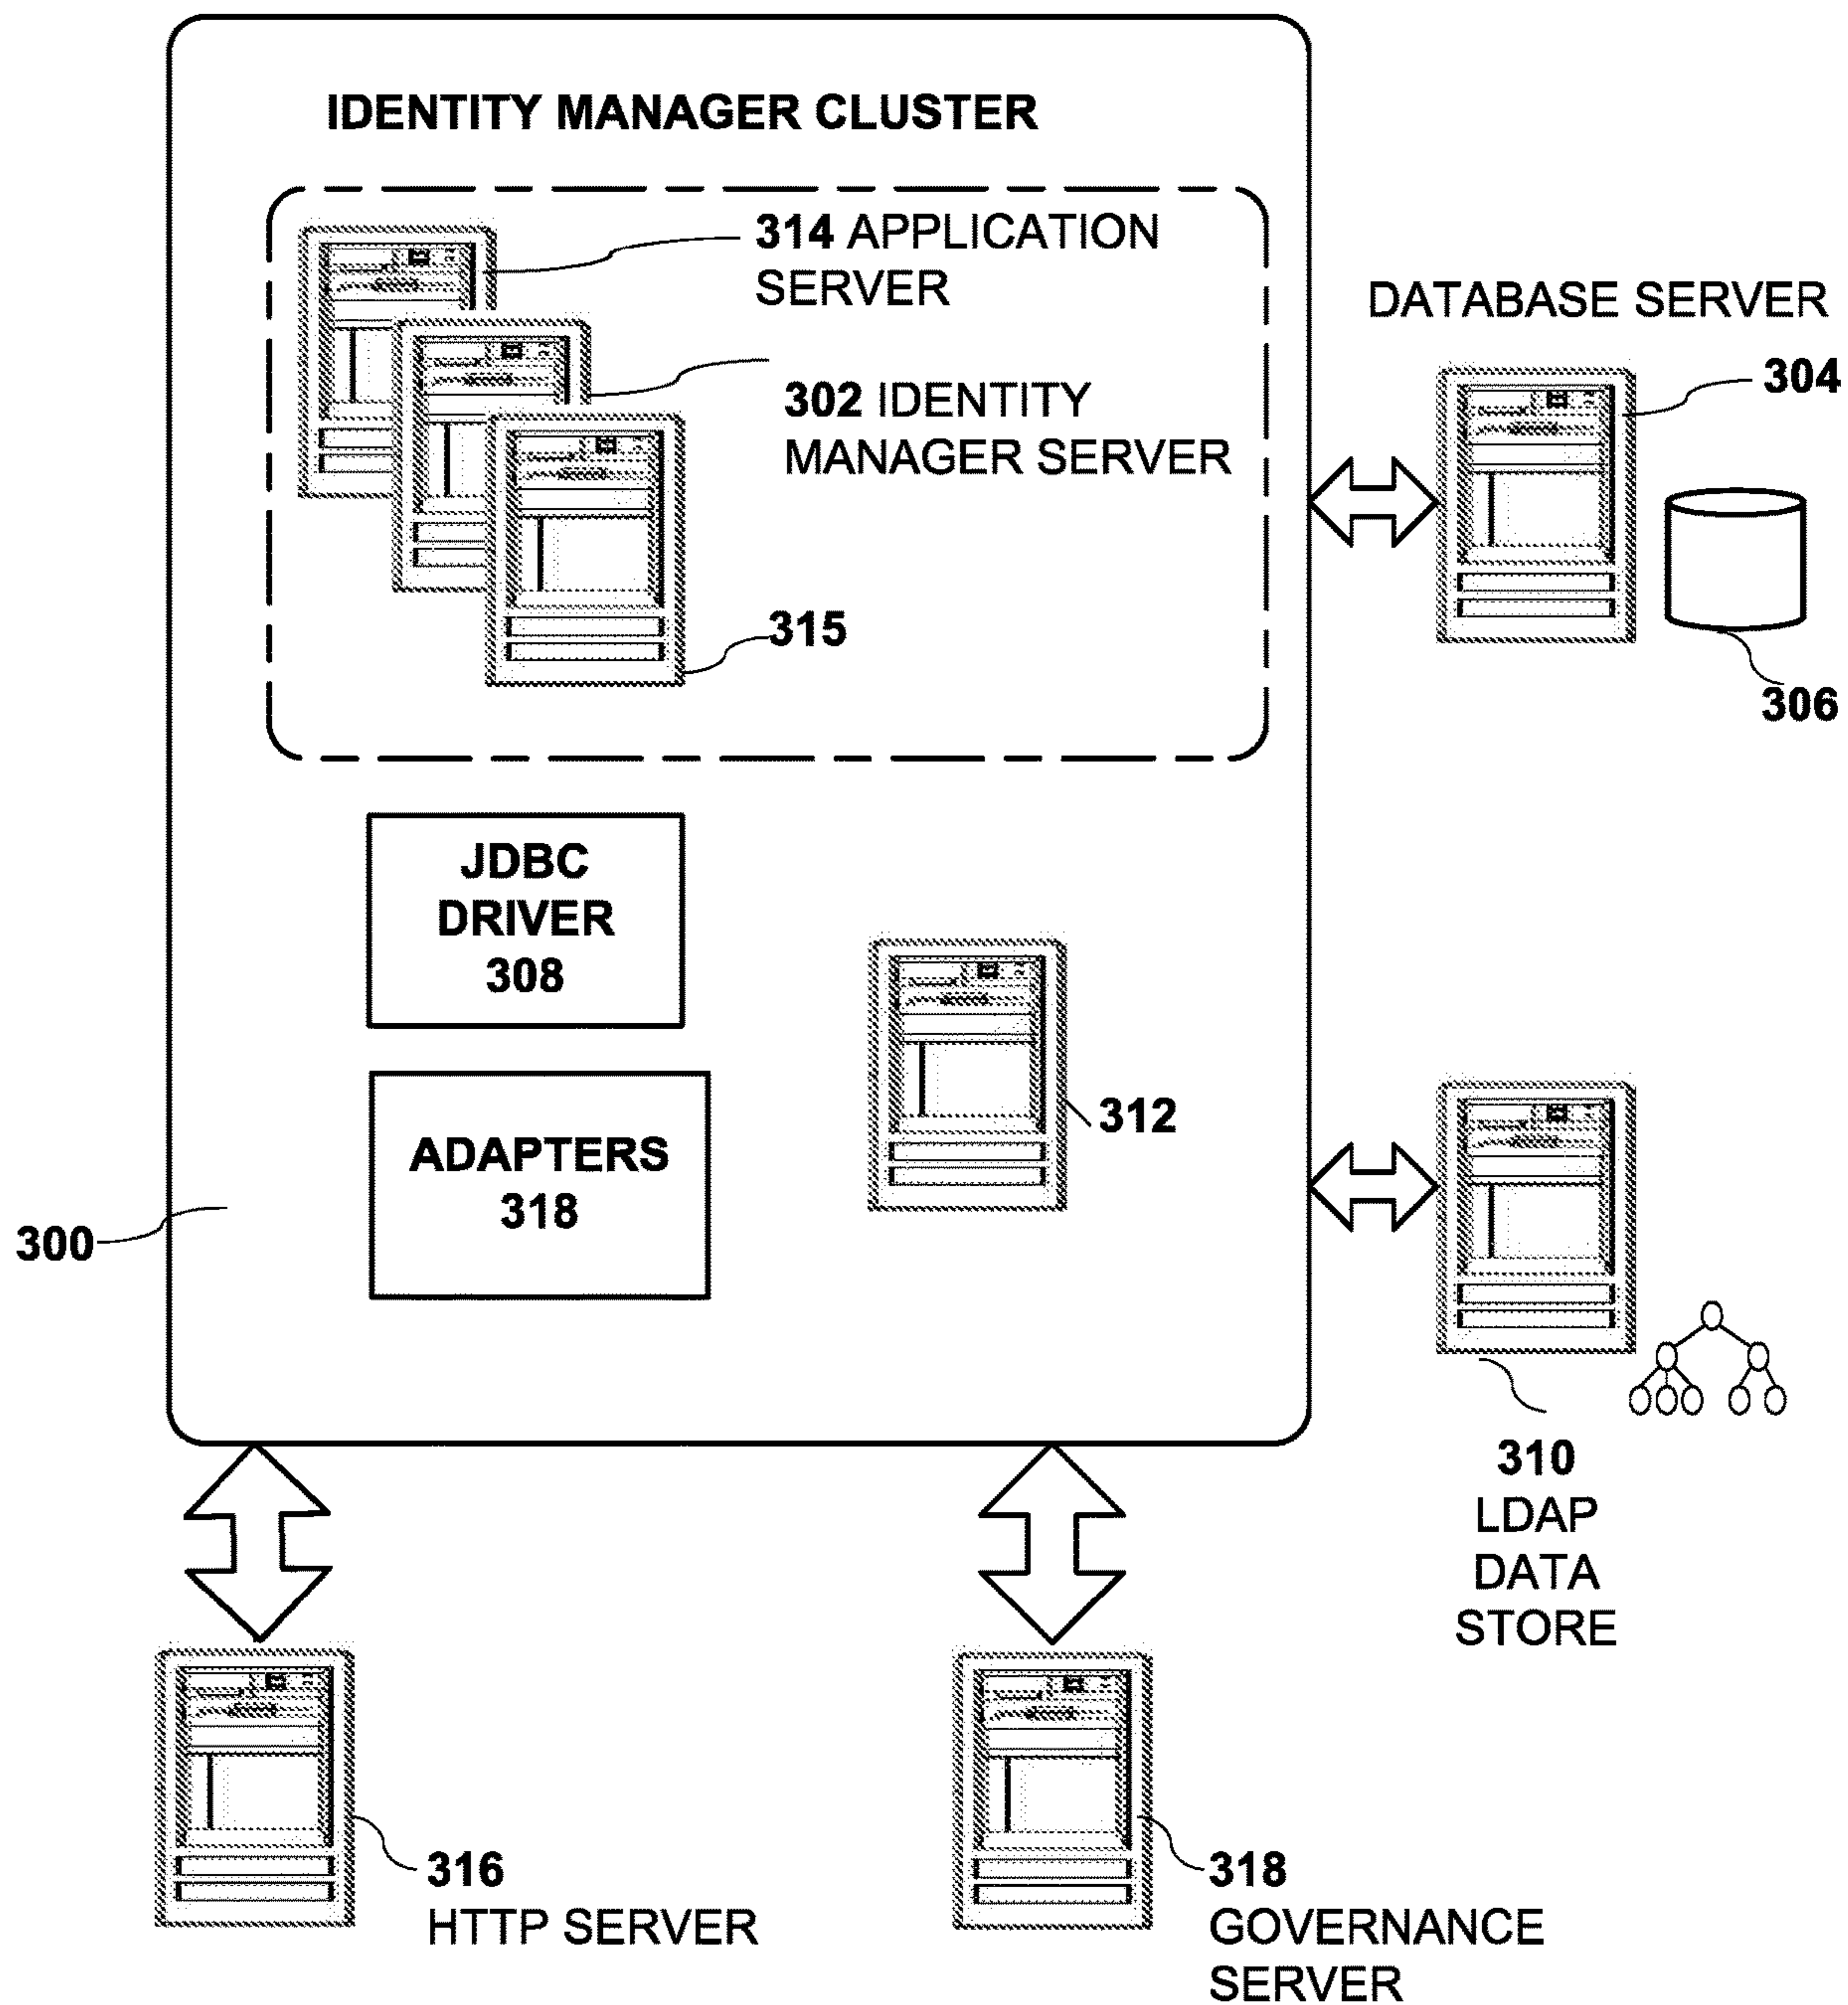 IDENTITY MANAGER CLUSTER
314 APPLICATION
SERVER
302 IDENTITY
MANAGER SERVER
315
DATABASE SERVER
304
306
JDBC
DRIVER
308
312
ADAPTERS
318
300
310
LDAP
DATA
STORE
316
HTTP SERVER
318
GOVERNANCE
SERVER